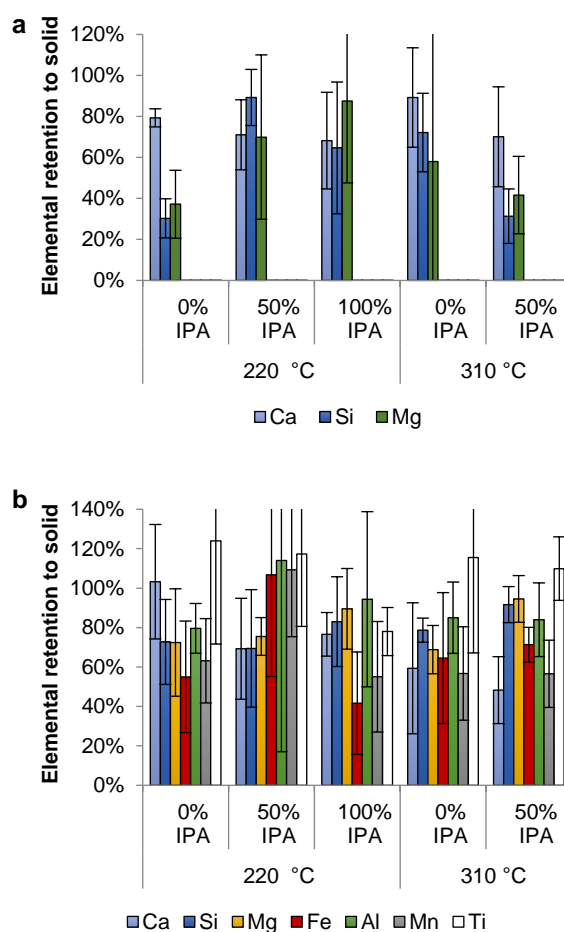 a
Elemental retention to solid
120%
100%
80%
60%
40%
20%
0%
0% IPA 50% IPA 100% IPA 0% IPA 50% IPA
220 °C 310 °C
Ca Si Mg
b
Elemental retention to solid
140%
120%
100%
80%
60%
40%
20%
0%
0% IPA 50% IPA 100% IPA 0% IPA 50% IPA
220 °C 310 °C
Ca Si Mg Fe Al Mn Ti